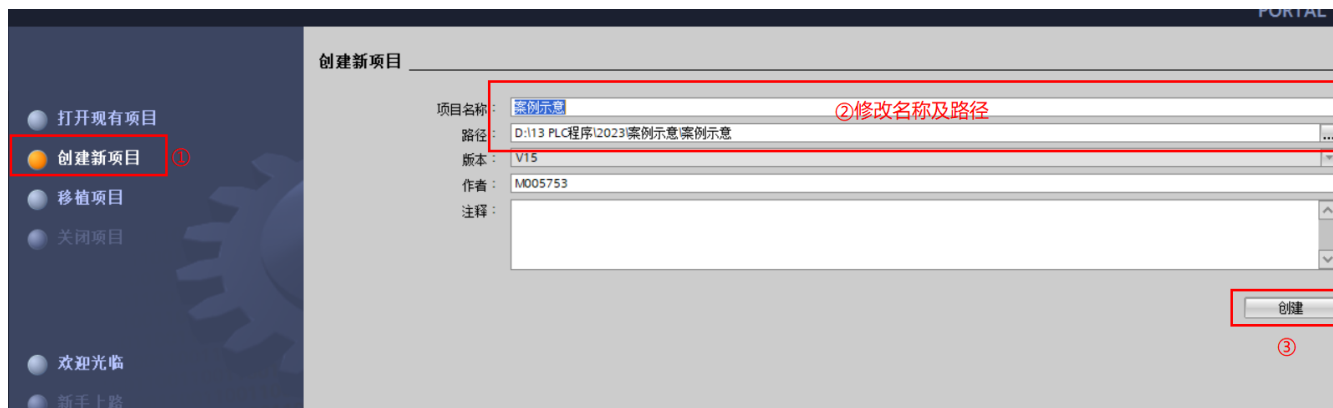 PORTAL
创建新项目
打开现有项目
创建新项目 ①
移植项目
关闭项目
欢迎光临
新手上路
项目名称： 案例示意
②修改名称及路径
路径： D:\13 PLC程序\2023\案例示意\案例示意
...
版本： V15
作者： M005753
注释：
创建
③